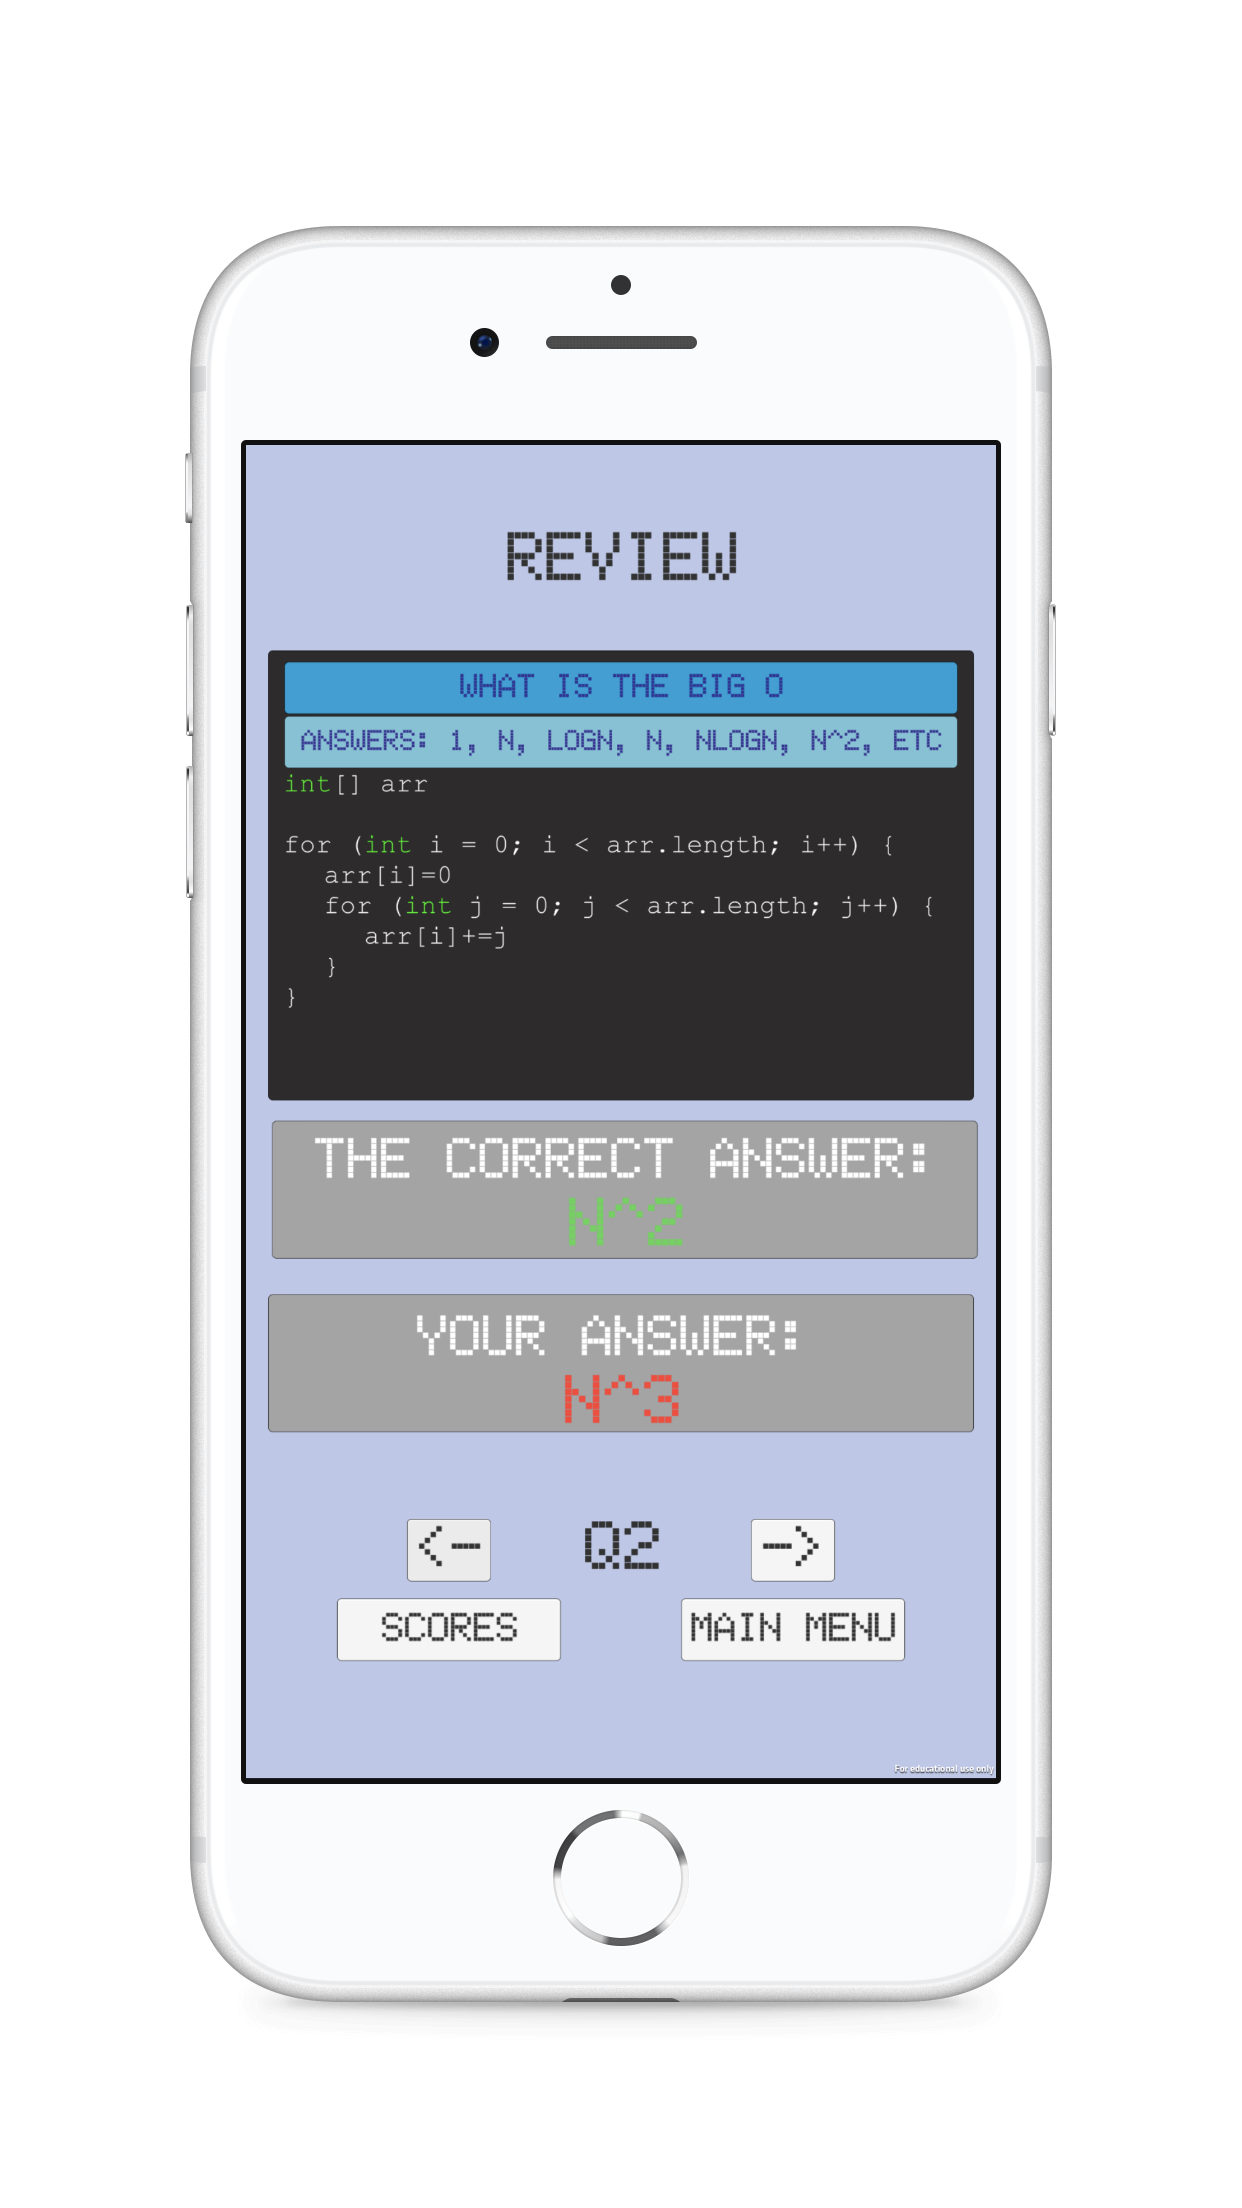 REVIEW
WHAT IS THE BIG O
ANSWERS: 1, N, LOGN, N, NLOGN, N^2, ETC
int[] arr
for (int i = 0; i < arr.length; i++) {
arr[i]=0
for (int j = 0; j < arr.length; j++) {
arr[i]+=j
}
}
THE CORRECT ANSWER:
N^2
YOUR ANSWER:
N^3
<- Q2 ->
SCORES MAIN MENU
For educational use only